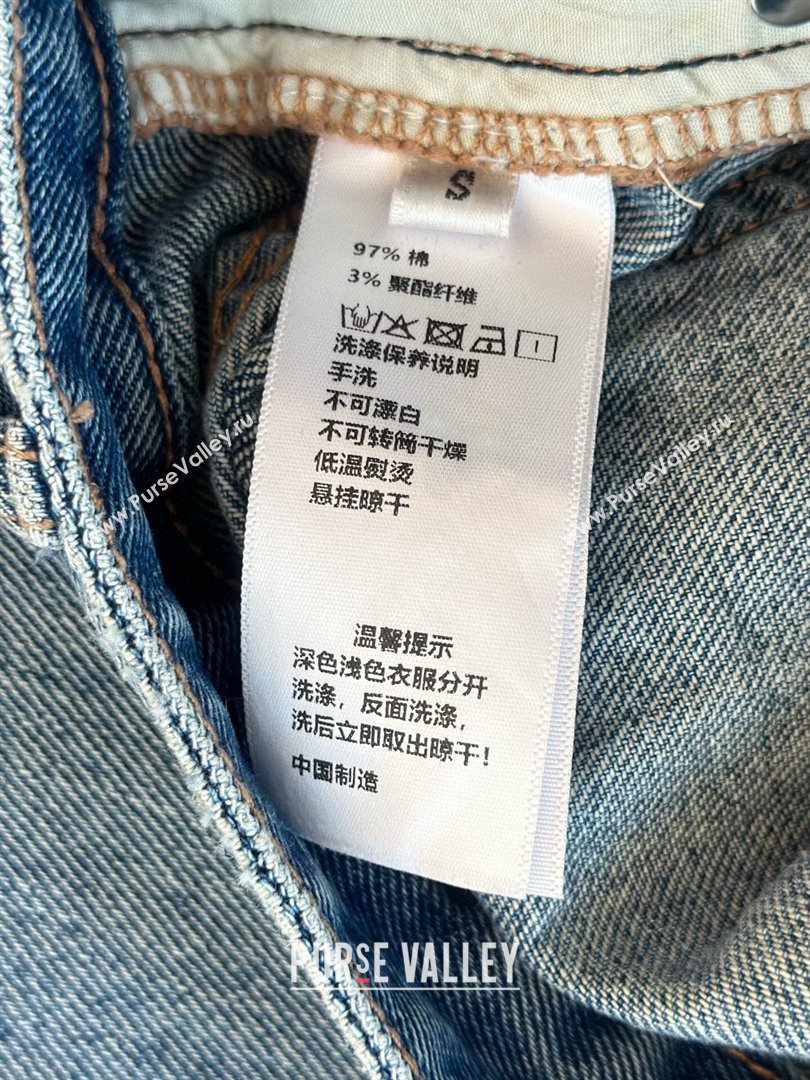 S
97% 棉
3% 聚酯纤维
洗涤保养说明
手洗
不可漂白
不可转筒干燥
低温熨烫
悬挂晾干
温馨提示
深色浅色衣服分开
洗涤，反面洗涤，
洗后立即取出晾干！
中国制造
www.PurseValley.ru
www.PurseValley.ru
PURSE VALLEY